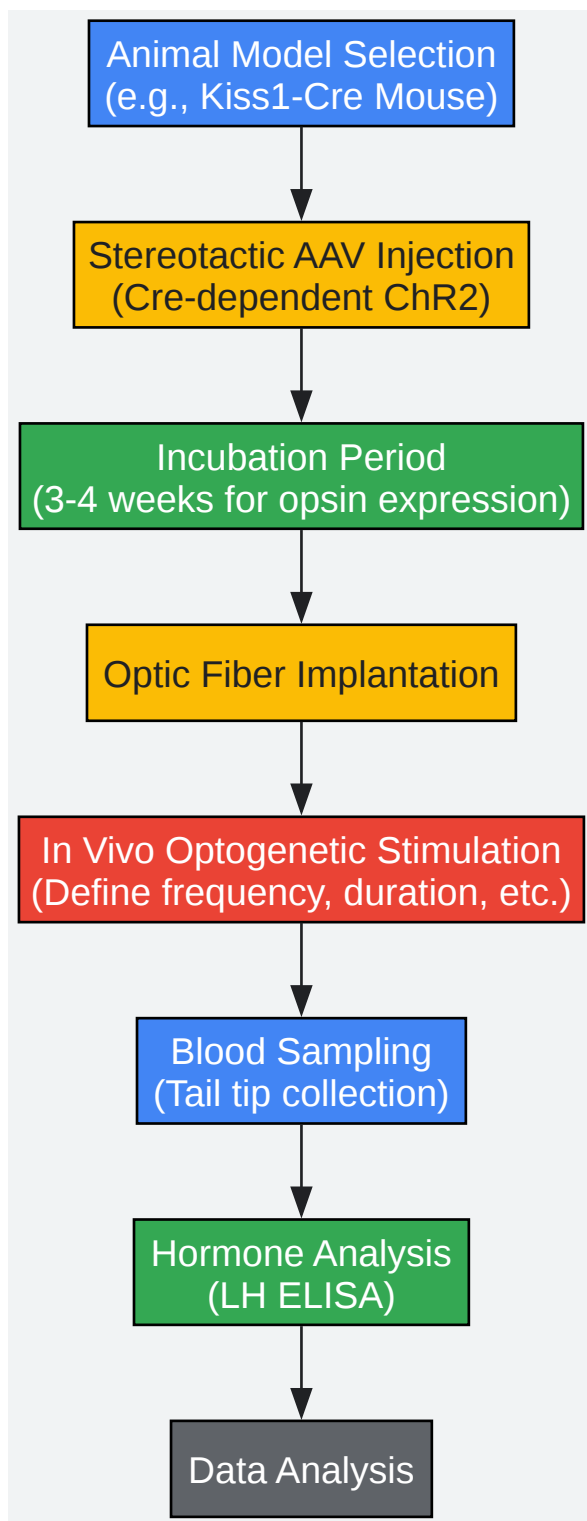 Animal Model Selection
(e.g., Kiss1-Cre Mouse)
Stereotactic AAV Injection
(Cre-dependent ChR2)
Incubation Period
(3-4 weeks for opsin expression)
Optic Fiber Implantation
In Vivo Optogenetic Stimulation
(Define frequency, duration, etc.)
Blood Sampling
(Tail tip collection)
Hormone Analysis
(LH ELISA)
Data Analysis